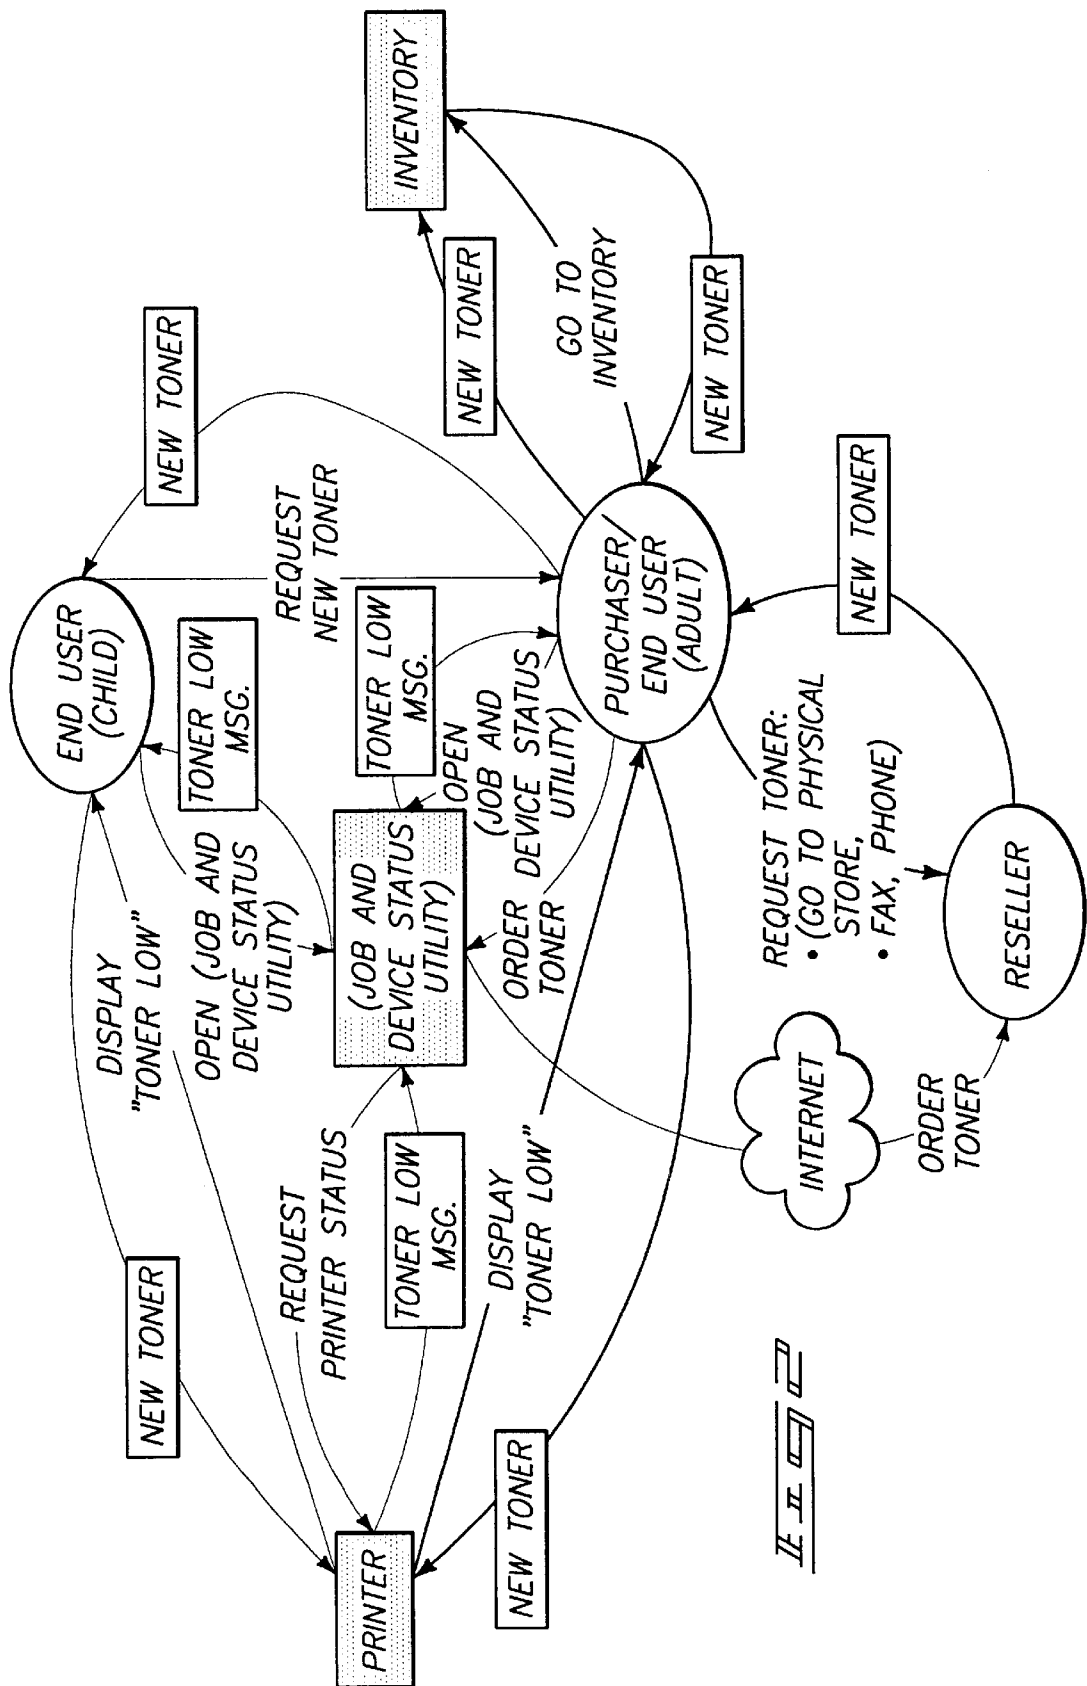 END USER
(CHILD)
NEW TONER
DISPLAY
"TONER LOW"
OPEN (JOB AND
DEVICE STATUS
UTILITY)
TONER LOW
MSG.
NEW TONER
REQUEST
NEW TONER
PRINTER
REQUEST
PRINTER STATUS
TONER LOW
MSG.
(JOB AND
DEVICE STATUS
UTILITY)
TONER LOW
MSG.
OPEN
(JOB AND
DEVICE STATUS
UTILITY)
ORDER
TONER
INVENTORY
NEW TONER
GO TO
INVENTORY
NEW TONER
DISPLAY
"TONER LOW"
NEW TONER
PURCHASER/
END USER
(ADULT)
REQUEST TONER:
• (GO TO PHYSICAL
STORE,
• FAX, PHONE)
NEW TONER
INTERNET
ORDER
TONER
RESELLER
FIG 2